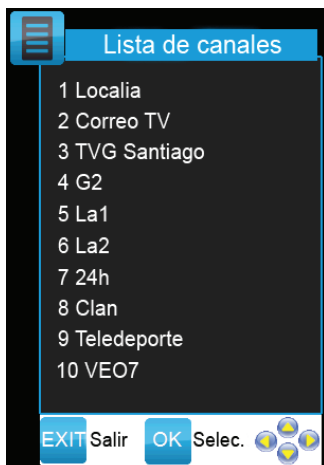 Lista de canales
1 Localia
2 Correo TV
3 TVG Santiago
4 G2
5 La1
6 La2
7 24h
8 Clan
9 Teledeporte
10 VEO7
EXIT Salir OK Selec.